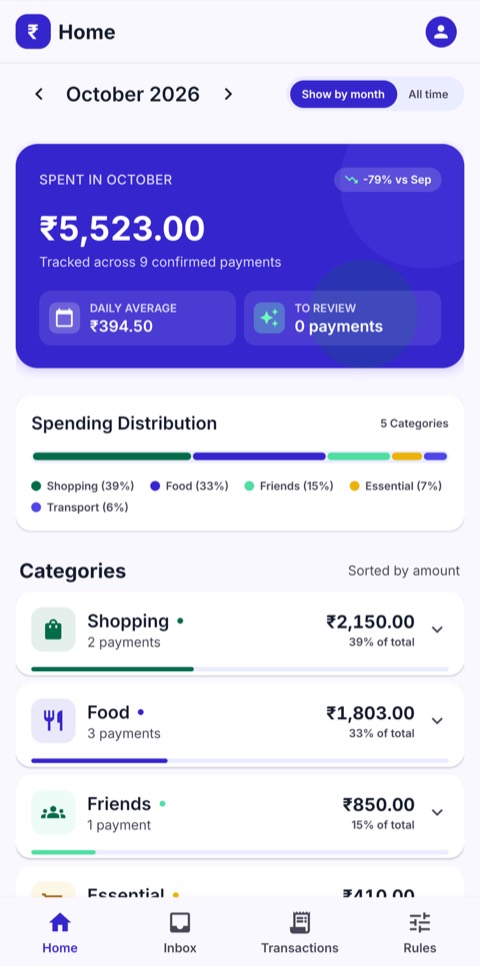 ₹ Home
October 2026
Show by month All time
SPENT IN OCTOBER
-79% vs Sep
₹5,523.00
Tracked across 9 confirmed payments
DAILY AVERAGE
₹394.50
TO REVIEW
0 payments
Spending Distribution
5 Categories
Shopping (39%) Food (33%) Friends (15%) Essential (7%)
Transport (6%)
Categories
Sorted by amount
Shopping
2 payments
₹2,150.00
39% of total
Food
3 payments
₹1,803.00
33% of total
Friends
1 payment
₹850.00
15% of total
Essential
₹410.00
Home Inbox Transactions Rules